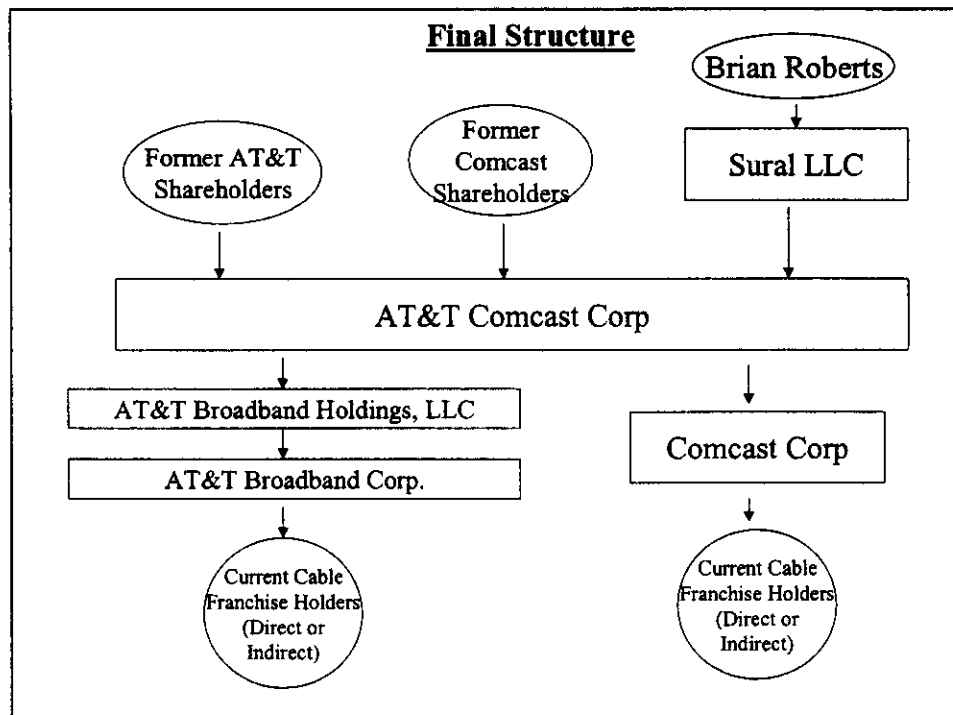 Final Structure
Brian Roberts
Former AT&T
Shareholders
Former
Comcast
Shareholders
Sural LLC
AT&T Comcast Corp
AT&T Broadband Holdings, LLC
AT&T Broadband Corp.
Comcast Corp
Current Cable
Franchise Holders
(Direct or
Indirect)
Current Cable
Franchise Holders
(Direct or
Indirect)